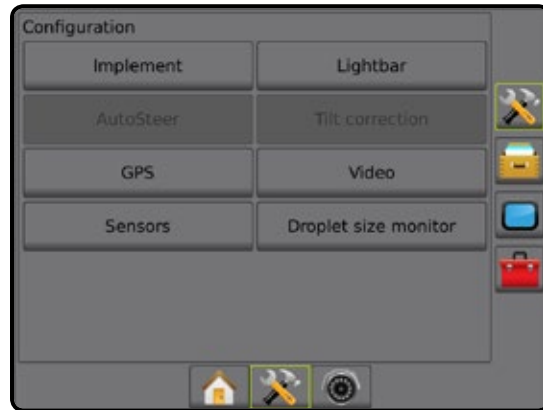 Configuration
Implement
Lightbar
AutoSteer
Tilt correction
GPS
Video
Sensors
Droplet size monitor